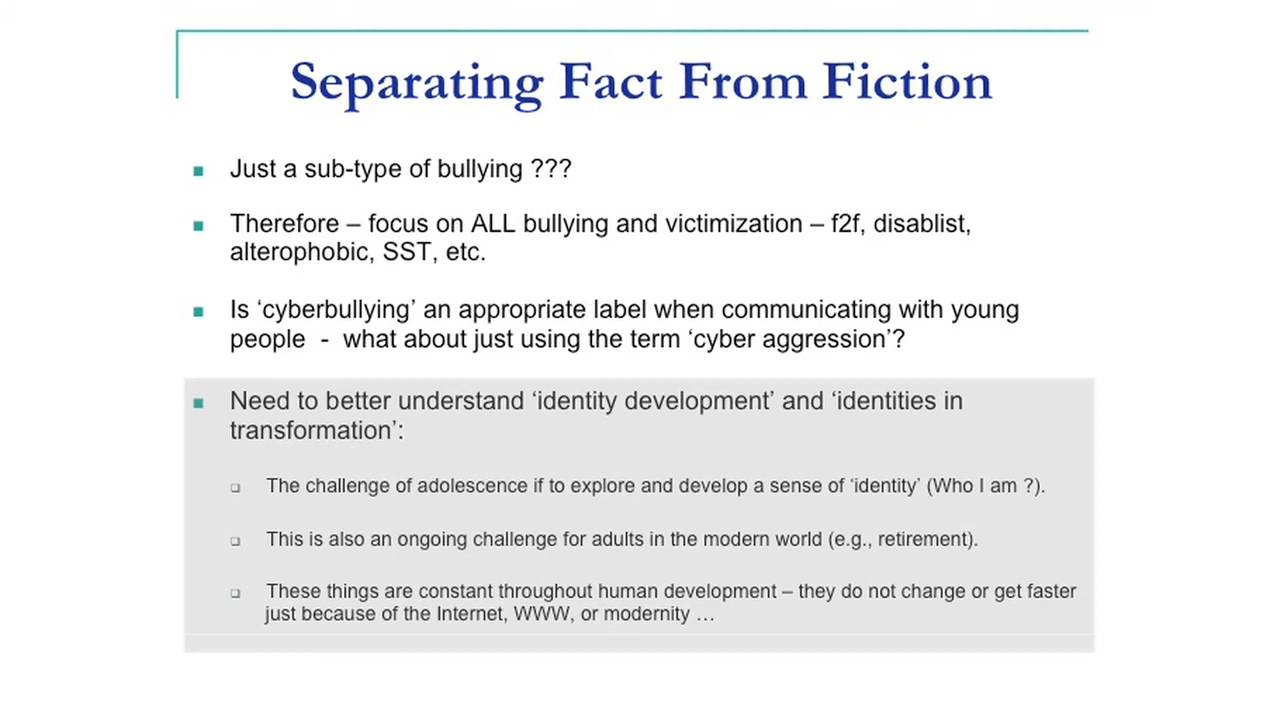 Separating Fact From Fiction
Just a sub-type of bullying ???
Therefore – focus on ALL bullying and victimization – f2f, disablist,
alterophobic, SST, etc.
Is ‘cyberbullying’ an appropriate label when communicating with young
people - what about just using the term ‘cyber aggression’?
Need to better understand ‘identity development’ and ‘identities in
transformation’:
The challenge of adolescence if to explore and develop a sense of ‘identity’ (Who I am ?).
This is also an ongoing challenge for adults in the modern world (e.g., retirement).
These things are constant throughout human development – they do not change or get faster
just because of the Internet, WWW, or modernity …